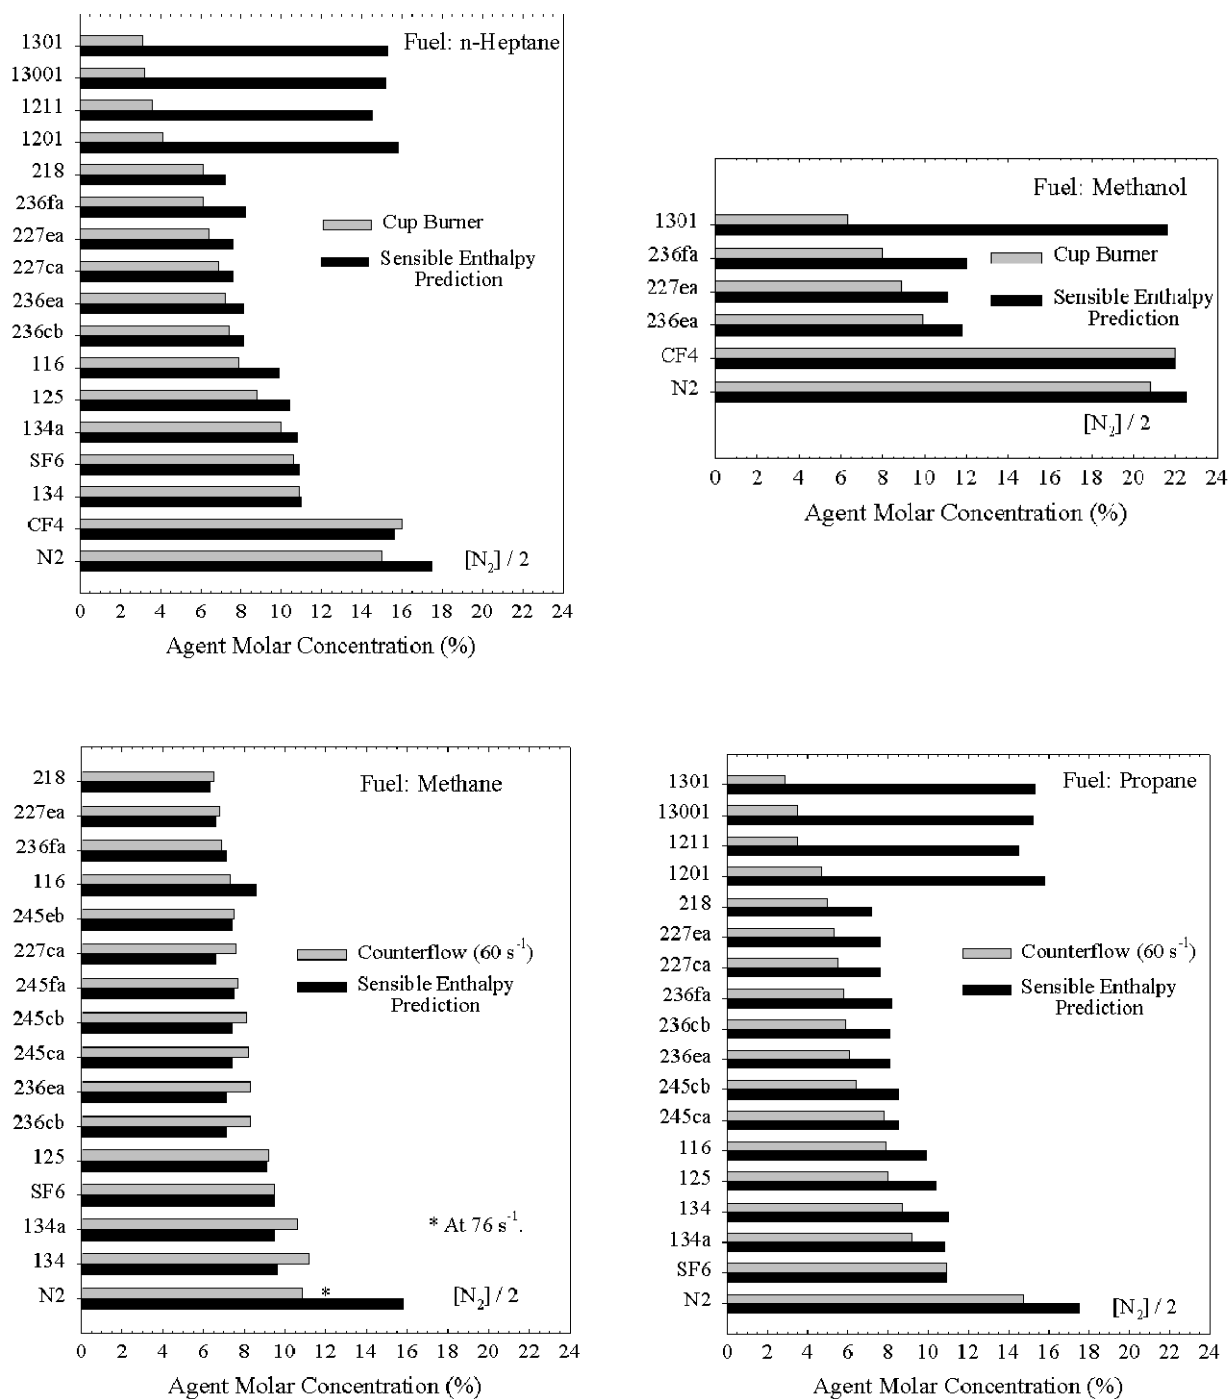 Fuel: n-Heptane
1301
13001
1211
1201
218
236fa
227ea
227ca
236ea
236cb
116
125
134a
SF6
134
CF4
N2
Cup Burner
Sensible Enthalpy
Prediction
[N2] / 2
0 2 4 6 8 10 12 14 16 18 20 22 24
Agent Molar Concentration (%)
Fuel: Methanol
1301
236fa
227ea
236ea
CF4
N2
Cup Burner
Sensible Enthalpy
Prediction
[N2] / 2
0 2 4 6 8 10 12 14 16 18 20 22 24
Agent Molar Concentration (%)
Fuel: Methane
218
227ea
236fa
116
245eb
227ca
245fa
245cb
245ca
236ea
236cb
125
SF6
134a
134
N2
Counterflow (60 s-1)
Sensible Enthalpy
Prediction
* At 76 s-1.
*
[N2] / 2
0 2 4 6 8 10 12 14 16 18 20 22 24
Agent Molar Concentration (%)
Fuel: Propane
1301
13001
1211
1201
218
227ea
227ca
236fa
236cb
236ea
245cb
245ca
116
125
134
134a
SF6
N2
Counterflow (60 s-1)
Sensible Enthalpy
Prediction
[N2] / 2
0 2 4 6 8 10 12 14 16 18 20 22 24
Agent Molar Concentration (%)